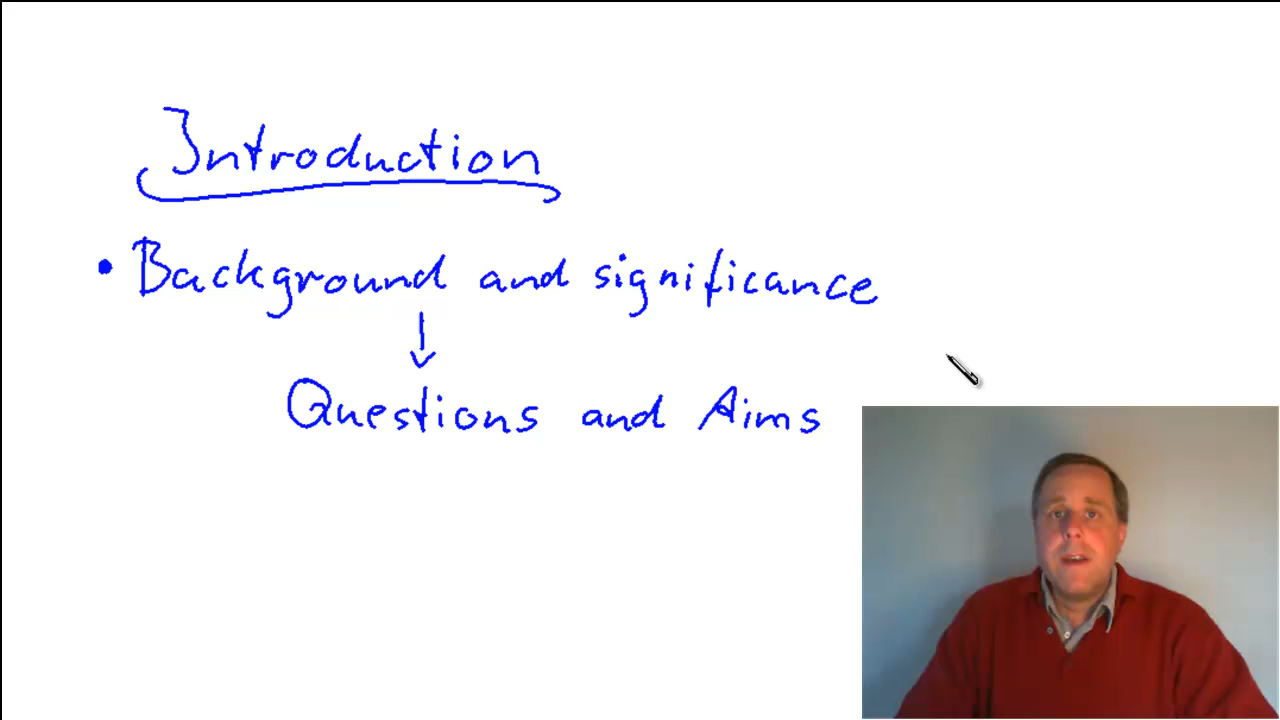 Introduction
• Background and significance
↓
Questions and Aims